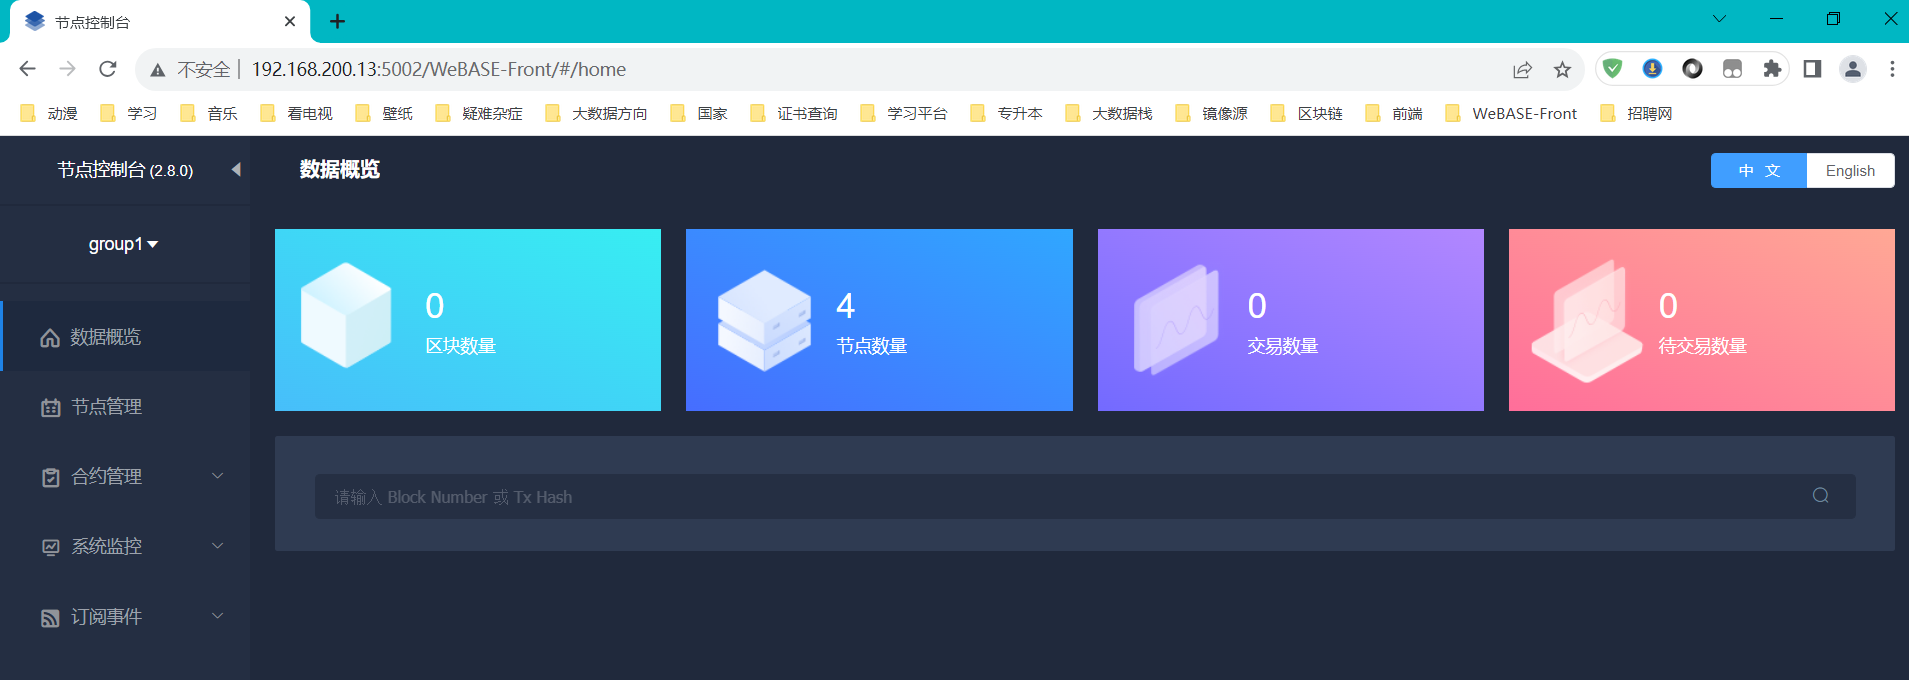 节点控制台
不安全 192.168.200.13:5002/WeBASE-Front/#/home
动漫 学习 音乐 看电视 壁纸 疑难杂症 大数据方向 国家 证书查询 学习平台 专升本 大数据栈 镜像源 区块链 前端 WeBASE-Front 招聘网
节点控制台 (2.8.0)
数据概览
中 文 English
group1
0
区块数量
4
节点数量
0
交易数量
0
待交易数量
数据概览
节点管理
合约管理
系统监控
订阅事件
请输入 Block Number 或 Tx Hash